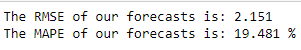 The RMSE of our forecasts is: 2.151
The MAPE of our forecasts is: 19.481 %